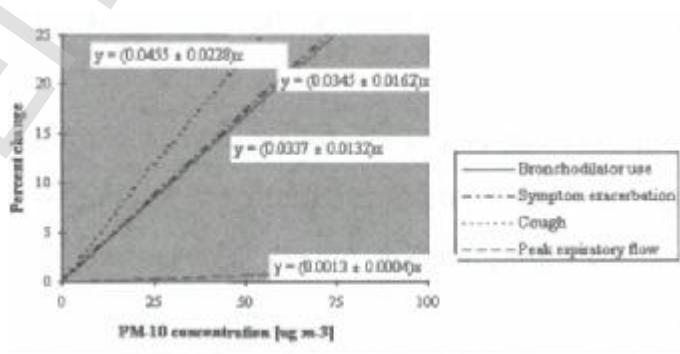 25
20
15
10
5
0
Percent change
y = (0.0455 ± 0.0228)x
y = (0.0345 ± 0.0162)x
y = (0.0337 ± 0.0132)x
y = (0.0013 ± 0.0004)x
0 25 50 75 100
PM-10 concentration [ug m-3]
Bronchodilator use
Symptom exacerbation
Cough
Peak expiratory flow